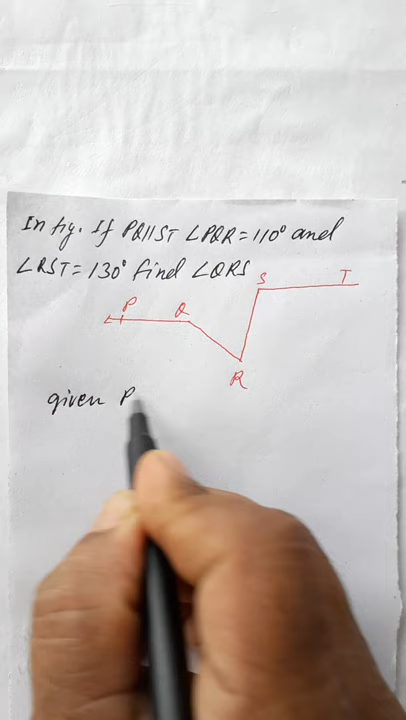 In fig. If PQ||ST ∠PQR=110° and
∠RST=130° find ∠QRS
S T
P Q
R
given P